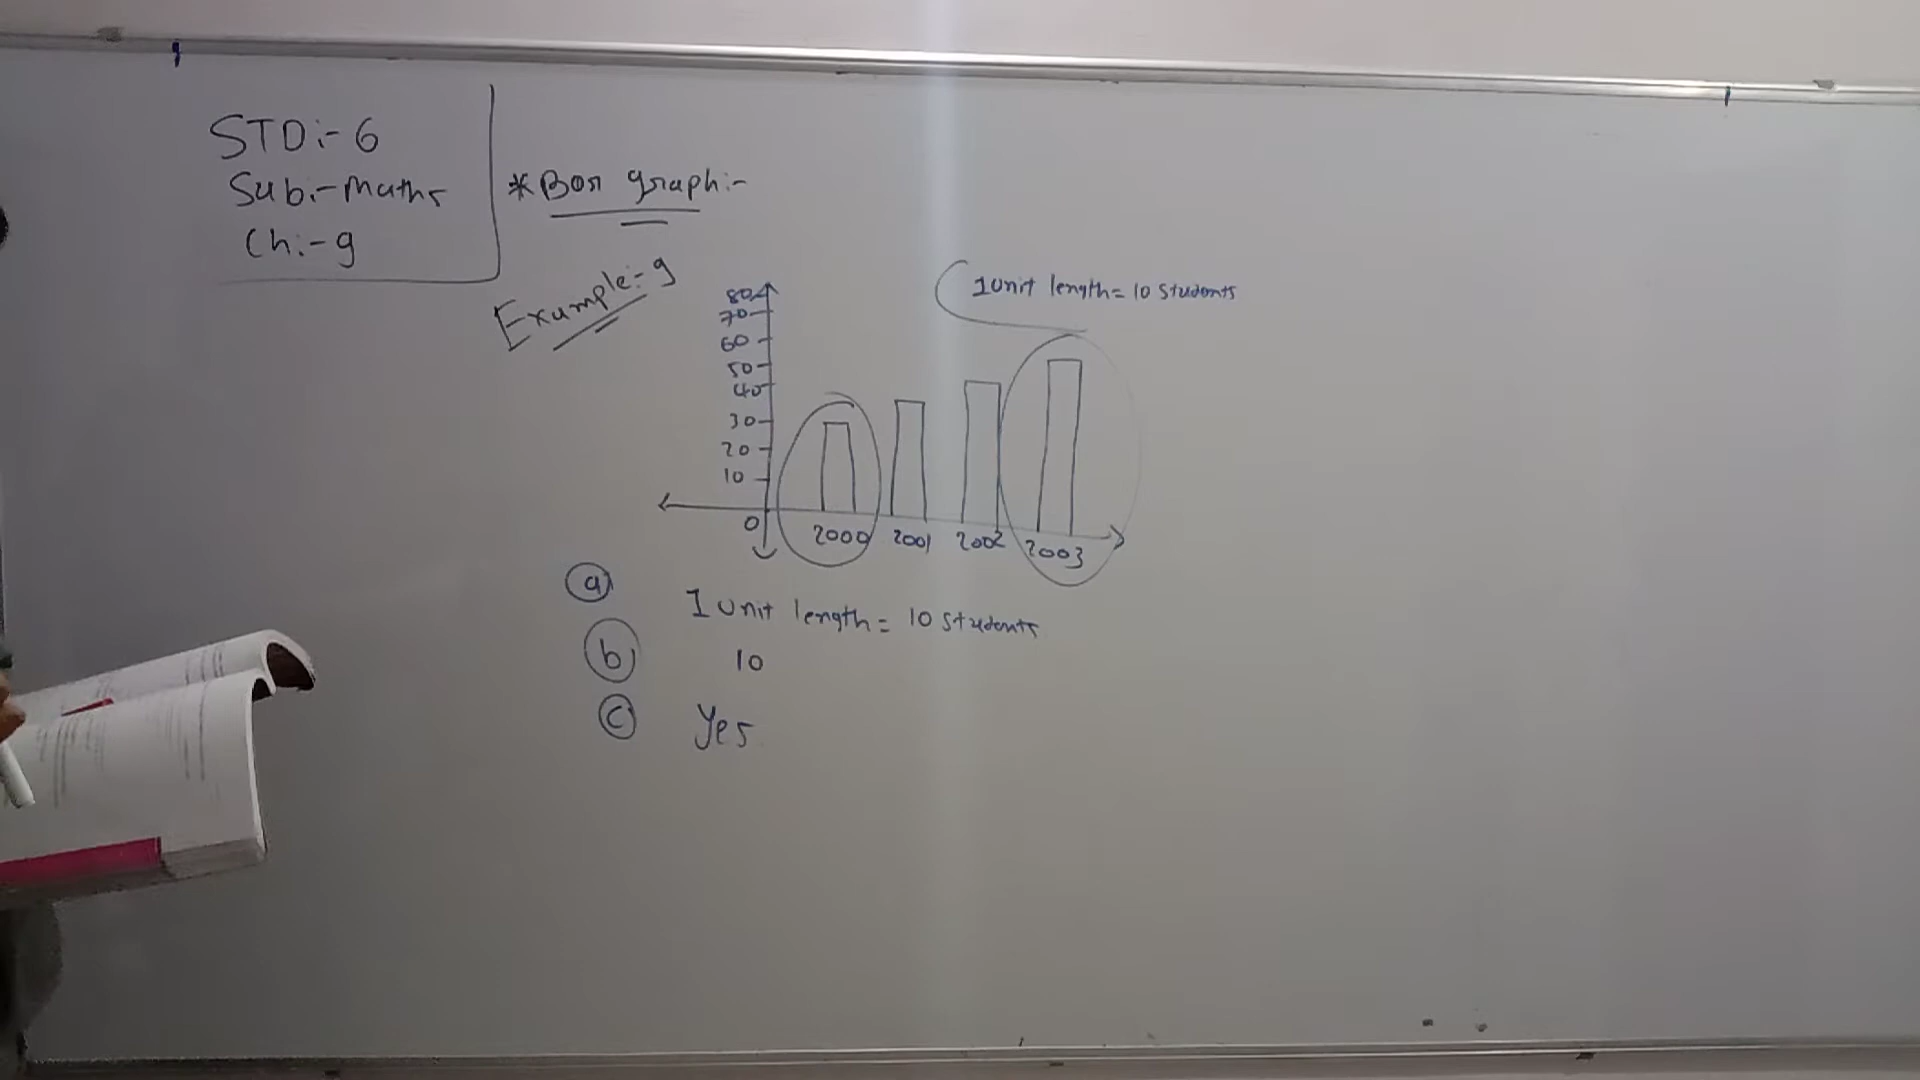 STD:- 6
Sub:- Maths
Ch:- 9
*Bar graph:-
Example:- 9
1 Unit length = 10 Students
80
70
60
50
40
30
20
10
0
2000 2001 2002 2003
(a) 1 Unit length = 10 Students
(b) 10
(c) Yes